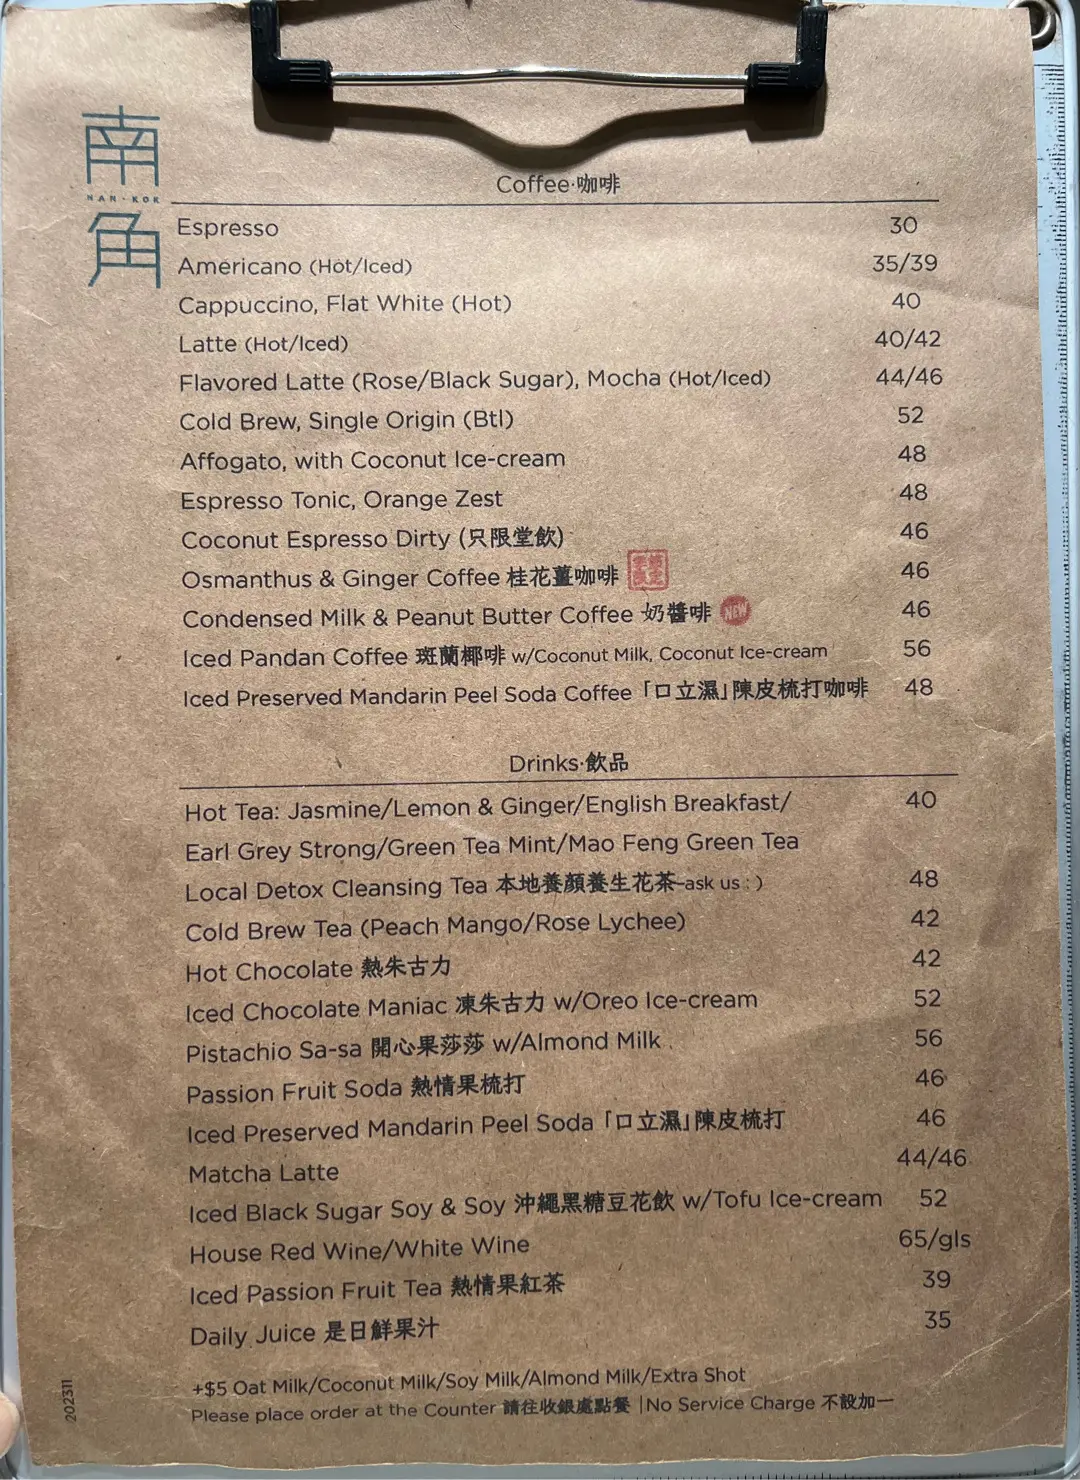 南
NAN·KOK
角
Coffee·咖啡
Espresso 30
Americano (Hot/Iced) 35/39
Cappuccino, Flat White (Hot) 40
Latte (Hot/Iced) 40/42
Flavored Latte (Rose/Black Sugar), Mocha (Hot/Iced) 44/46
Cold Brew, Single Origin (Btl) 52
Affogato, with Coconut Ice-cream 48
Espresso Tonic, Orange Zest 48
Coconut Espresso Dirty (只限堂飲) 46
Osmanthus & Ginger Coffee 桂花薑咖啡 46
Condensed Milk & Peanut Butter Coffee 奶醬啡 NEW 46
Iced Pandan Coffee 斑蘭椰啡 w/Coconut Milk, Coconut Ice-cream 56
Iced Preserved Mandarin Peel Soda Coffee「口立濕」陳皮梳打咖啡 48
Drinks·飲品
Hot Tea: Jasmine/Lemon & Ginger/English Breakfast/ 40
Earl Grey Strong/Green Tea Mint/Mao Feng Green Tea
Local Detox Cleansing Tea 本地養顏養生花茶-ask us : ) 48
Cold Brew Tea (Peach Mango/Rose Lychee) 42
Hot Chocolate 熱朱古力 42
Iced Chocolate Maniac 凍朱古力 w/Oreo Ice-cream 52
Pistachio Sa-sa 開心果莎莎 w/Almond Milk 56
Passion Fruit Soda 熱情果梳打 46
Iced Preserved Mandarin Peel Soda「口立濕」陳皮梳打 46
Matcha Latte 44/46
Iced Black Sugar Soy & Soy 沖繩黑糖豆花飲 w/Tofu Ice-cream 52
House Red Wine/White Wine 65/gls
Iced Passion Fruit Tea 熱情果紅茶 39
Daily Juice 是日鮮果汁 35
+$5 Oat Milk/Coconut Milk/Soy Milk/Almond Milk/Extra Shot
Please place order at the Counter 請往收銀處點餐 | No Service Charge 不設加一
202311